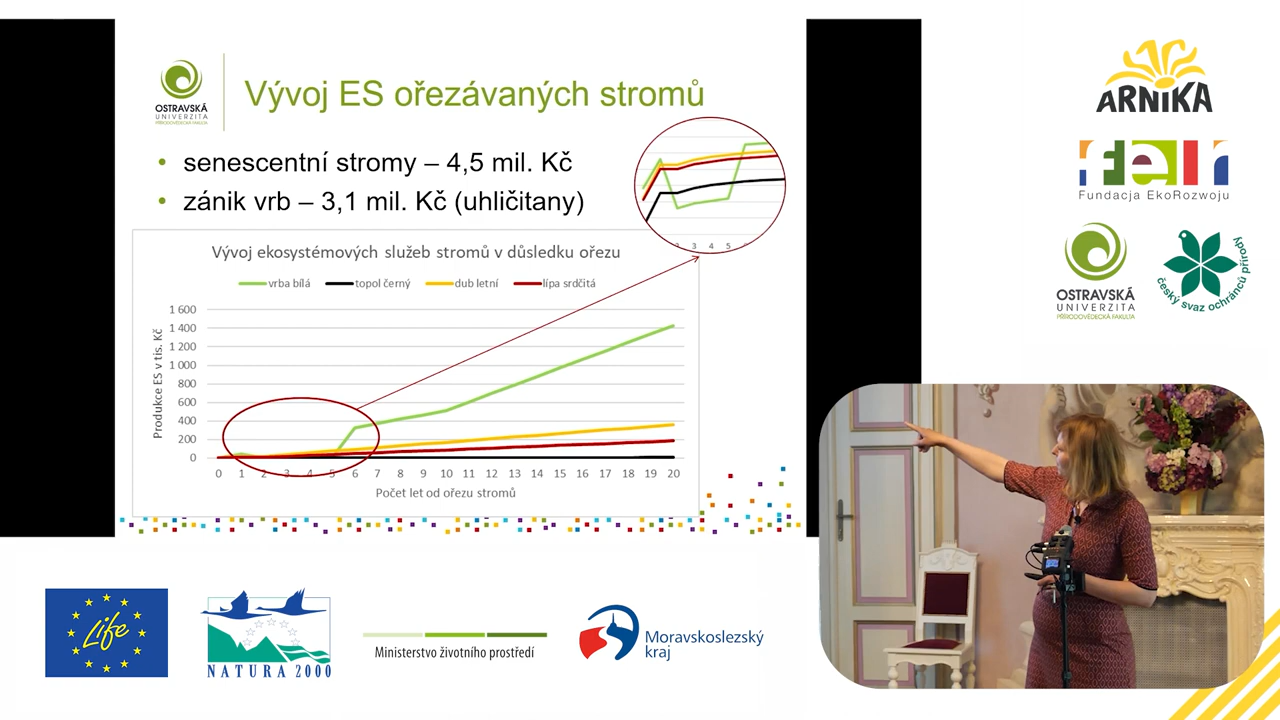 OSTRAVSKÁ
UNIVERZITA
PŘÍRODOVĚDECKÁ FAKULTA
Vývoj ES ořezávaných stromů
• senescentní stromy – 4,5 mil. Kč
• zánik vrb – 3,1 mil. Kč (uhličitany)
2 3 4 5
Vývoj ekosystémových služeb stromů v důsledku ořezu
vrba bílá topol černý dub letní lípa srdčitá
Produkce ES v tis. Kč
1 600
1 400
1 200
1 000
800
600
400
200
0
0 1 2 3 4 5 6 7 8 9 10 11 12 13 14 15 16 17 18 19 20
Počet let od ořezu stromů
ARNIKA
feri
Fundacja EkoRozwoju
OSTRAVSKÁ
UNIVERZITA
PŘÍRODOVĚDECKÁ FAKULTA
český svaz ochránců přírody
Life
NATURA 2000
Ministerstvo životního prostředí
Moravskoslezský
kraj